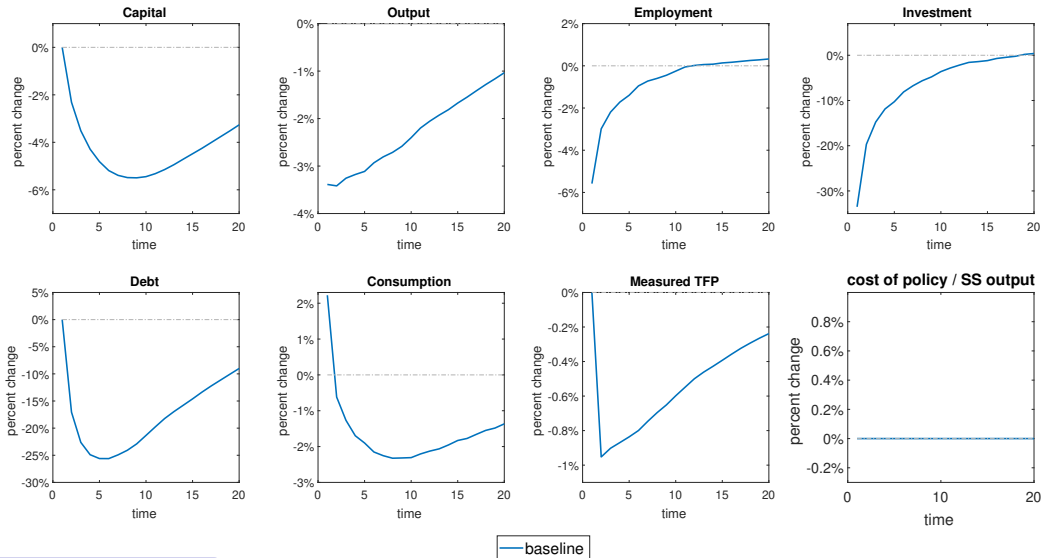 Capital
0%
-2%
-4%
-6%
percent change
0 5 10 15 20
time
Output
0%
-1%
-2%
-3%
-4%
percent change
0 5 10 15 20
time
Employment
2%
0%
-2%
-4%
-6%
percent change
0 5 10 15 20
time
Investment
0%
-10%
-20%
-30%
percent change
0 5 10 15 20
time
Debt
5%
0%
-5%
-10%
-15%
-20%
-25%
-30%
percent change
0 5 10 15 20
time
Consumption
2%
1%
0%
-1%
-2%
-3%
percent change
0 5 10 15 20
time
Measured TFP
0%
-0.2%
-0.4%
-0.6%
-0.8%
-1%
percent change
0 5 10 15 20
time
cost of policy / SS output
0.8%
0.6%
0.4%
0.2%
0%
-0.2%
percent change
0 10 20
time
baseline